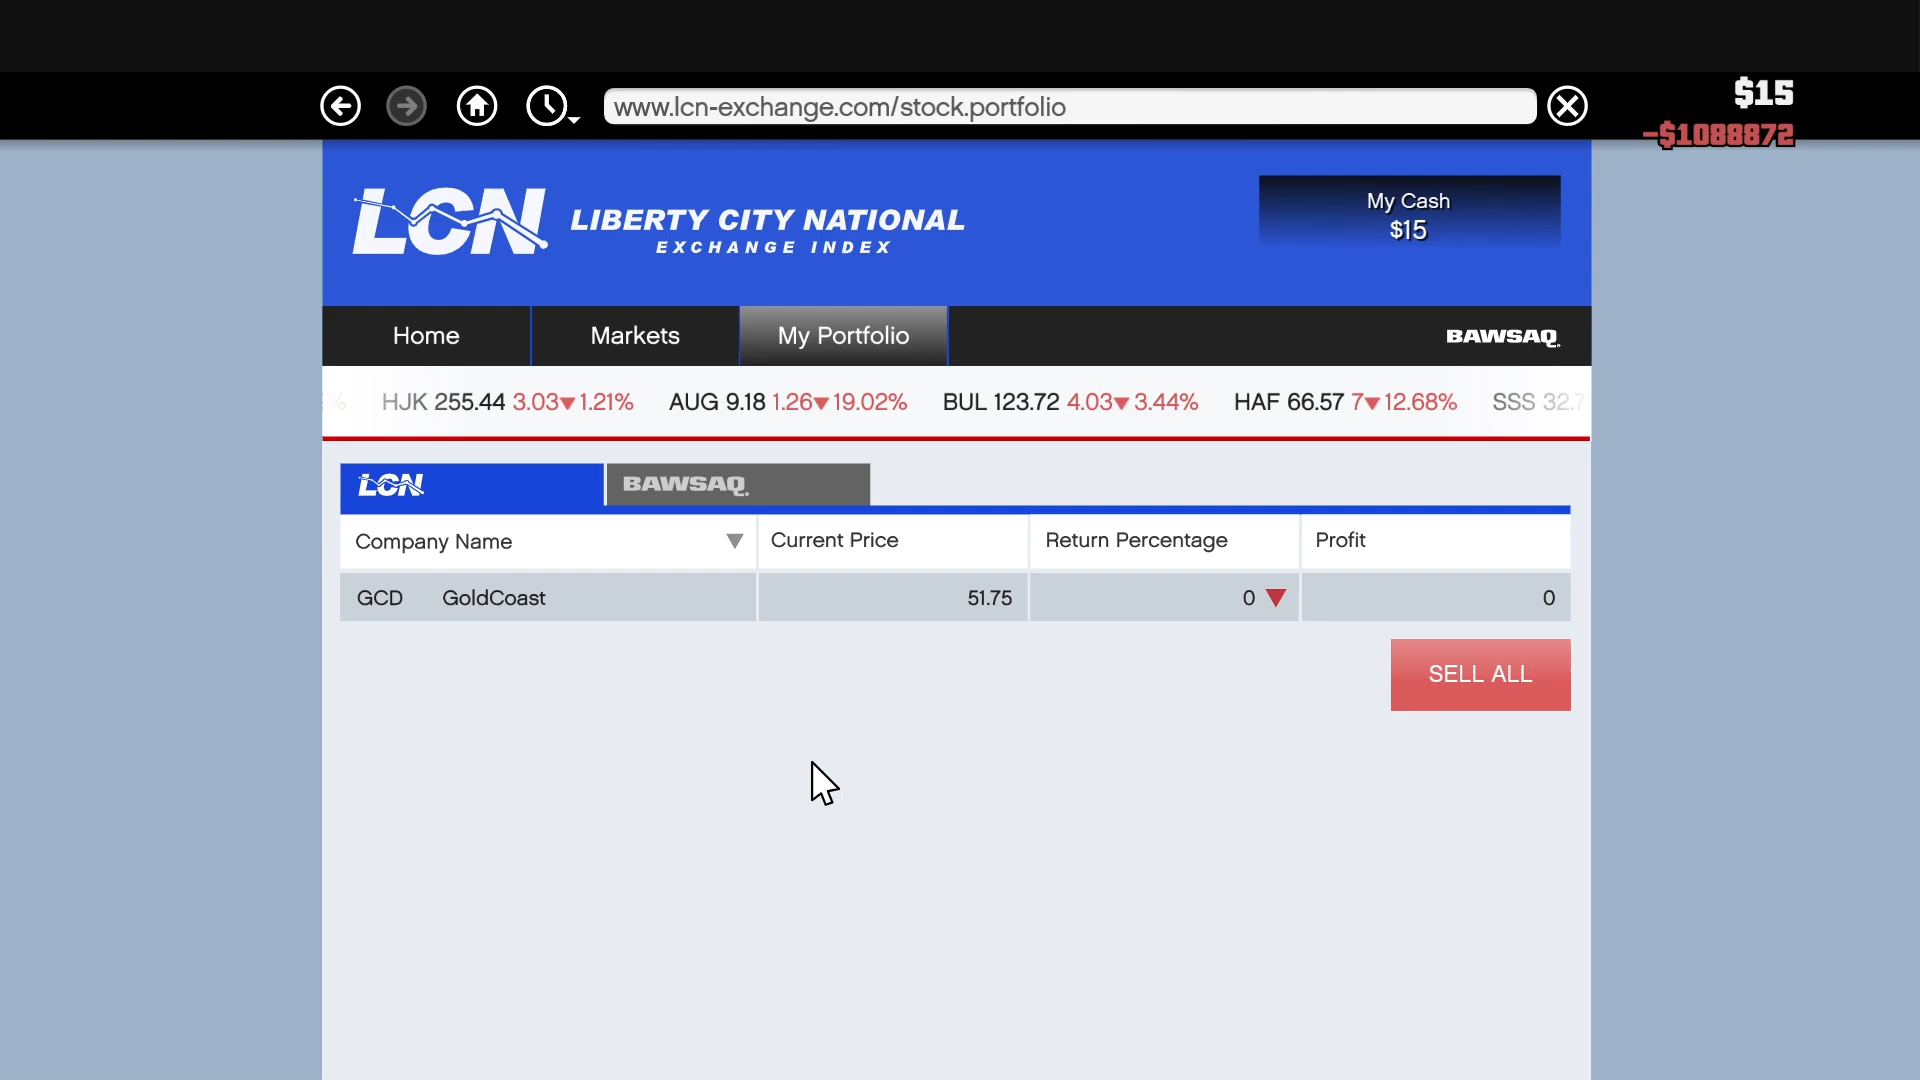 www.lcn-exchange.com/stock.portfolio
$15
-$1088872
LCN LIBERTY CITY NATIONAL
EXCHANGE INDEX
My Cash
$15
Home Markets My Portfolio BAWSAQ
% HJK 255.44 3.03▼1.21% AUG 9.18 1.26▼19.02% BUL 123.72 4.03▼3.44% HAF 66.57 7▼12.68% SSS 32.7
LCN BAWSAQ
Company Name ▼ Current Price Return Percentage Profit
GCD GoldCoast 51.75 0 ▼ 0
SELL ALL